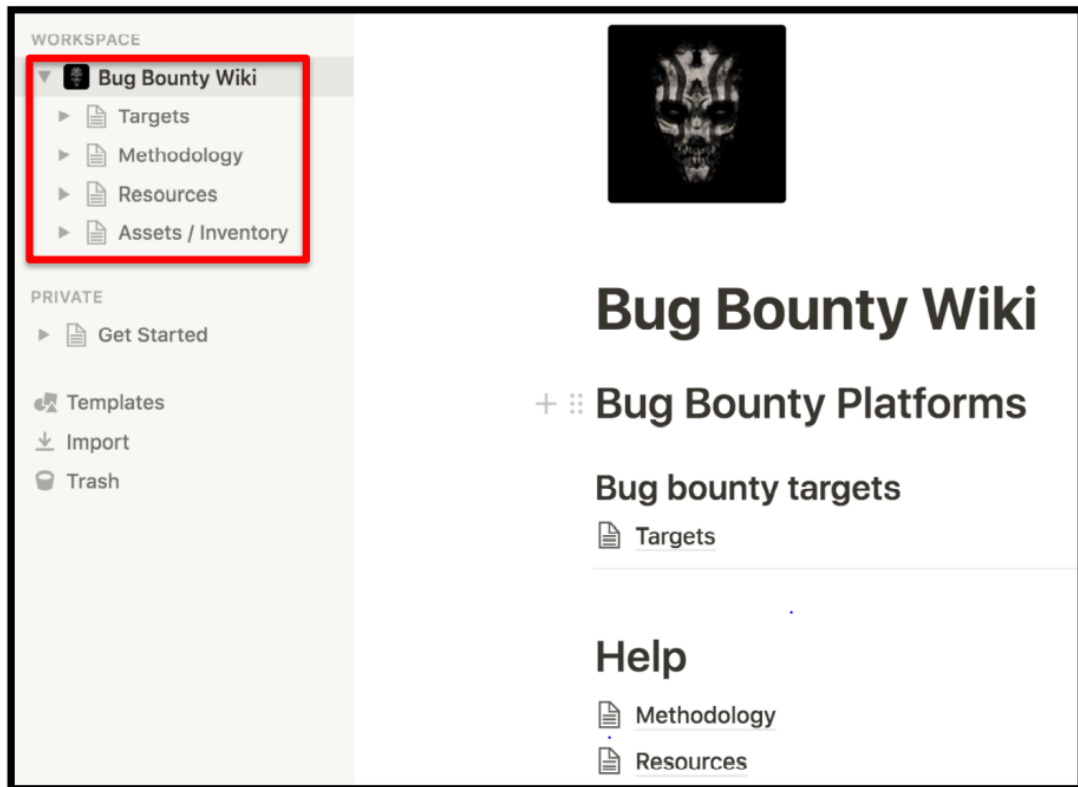 WORKSPACE
Bug Bounty Wiki
Targets
Methodology
Resources
Assets / Inventory
PRIVATE
Get Started
Templates
Import
Trash
Bug Bounty Wiki
Bug Bounty Platforms
Bug bounty targets
Targets
Help
Methodology
Resources